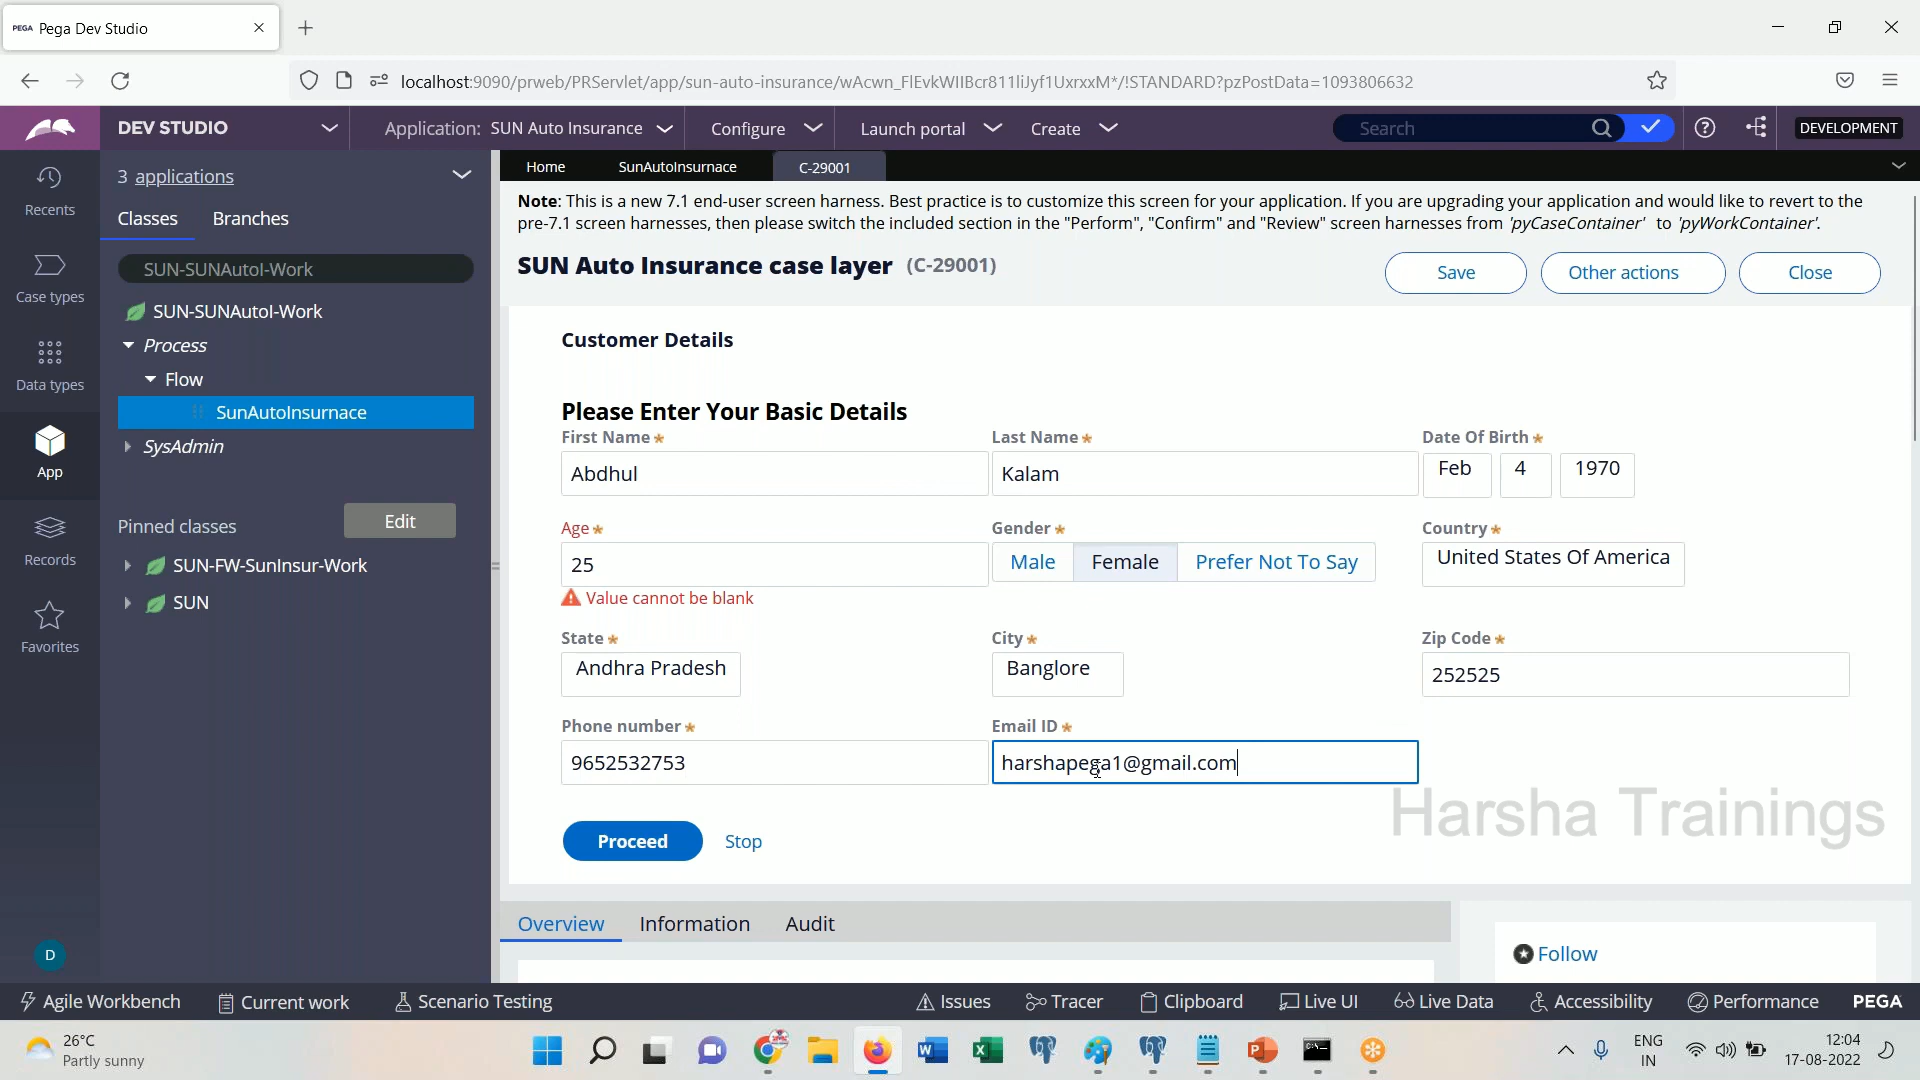 PEGA Pega Dev Studio
localhost:9090/prweb/PRServlet/app/sun-auto-insurance/wAcwn_FlEvkWIIBcr811liJyf1UxrxxM*/!STANDARD?pzPostData=1093806632
DEV STUDIO
Application: SUN Auto Insurance
Configure
Launch portal
Create
Search
DEVELOPMENT
Recents
Case types
Data types
App
Records
Favorites
D
3 applications
Classes Branches
SUN-SUNAutoI-Work
SUN-SUNAutoI-Work
Process
Flow
SunAutoInsurnace
SysAdmin
Pinned classes Edit
SUN-FW-SunInsur-Work
SUN
Home SunAutoInsurnace C-29001
Note: This is a new 7.1 end-user screen harness. Best practice is to customize this screen for your application. If you are upgrading your application and would like to revert to the
pre-7.1 screen harnesses, then please switch the included section in the "Perform", "Confirm" and "Review" screen harnesses from 'pyCaseContainer' to 'pyWorkContainer'.
SUN Auto Insurance case layer (C-29001)
Save Other actions Close
Customer Details
Please Enter Your Basic Details
First Name* Last Name* Date Of Birth*
Abdhul Kalam Feb 4 1970
Age* Gender* Country*
25 Male Female Prefer Not To Say United States Of America
Value cannot be blank
State* City* Zip Code*
Andhra Pradesh Banglore 252525
Phone number* Email ID*
9652532753 harshapega1@gmail.com
Harsha Trainings
Proceed Stop
Overview Information Audit
Follow
Agile Workbench Current work Scenario Testing Issues Tracer Clipboard Live UI Live Data Accessibility Performance PEGA
26°C
Partly sunny
ENG
IN
12:04
17-08-2022